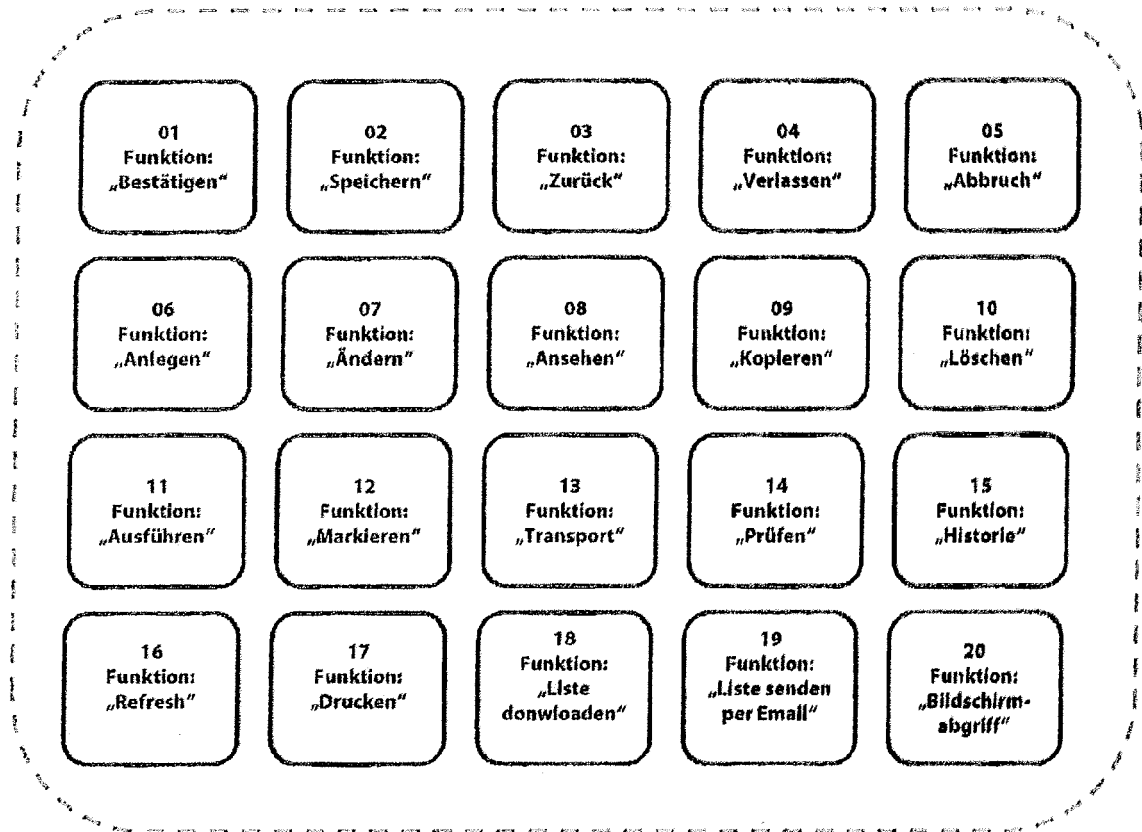 01
Funktion:
„Bestätigen“
02
Funktion:
„Speichern“
03
Funktion:
„Zurück“
04
Funktion:
„Verlassen“
05
Funktion:
„Abbruch“
06
Funktion:
„Anlegen“
07
Funktion:
„Ändern“
08
Funktion:
„Ansehen“
09
Funktion:
„Kopieren“
10
Funktion:
„Löschen“
11
Funktion:
„Ausführen“
12
Funktion:
„Markieren“
13
Funktion:
„Transport“
14
Funktion:
„Prüfen“
15
Funktion:
„Historie“
16
Funktion:
„Refresh“
17
Funktion:
„Drucken“
18
Funktion:
„Liste
donwloaden“
19
Funktion:
„Liste senden
per Email“
20
Funktion:
„Bildschirm-
abgriff“